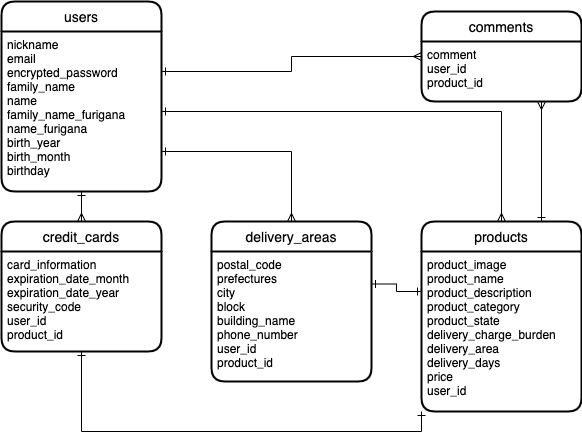 users
nickname
email
encrypted_password
family_name
name
family_name_furigana
name_furigana
birth_year
birth_month
birthday
comments
comment
user_id
product_id
credit_cards
card_information
expiration_date_month
expiration_date_year
security_code
user_id
product_id
delivery_areas
postal_code
prefectures
city
block
building_name
phone_number
user_id
product_id
products
product_image
product_name
product_description
product_category
product_state
delivery_charge_burden
delivery_area
delivery_days
price
user_id